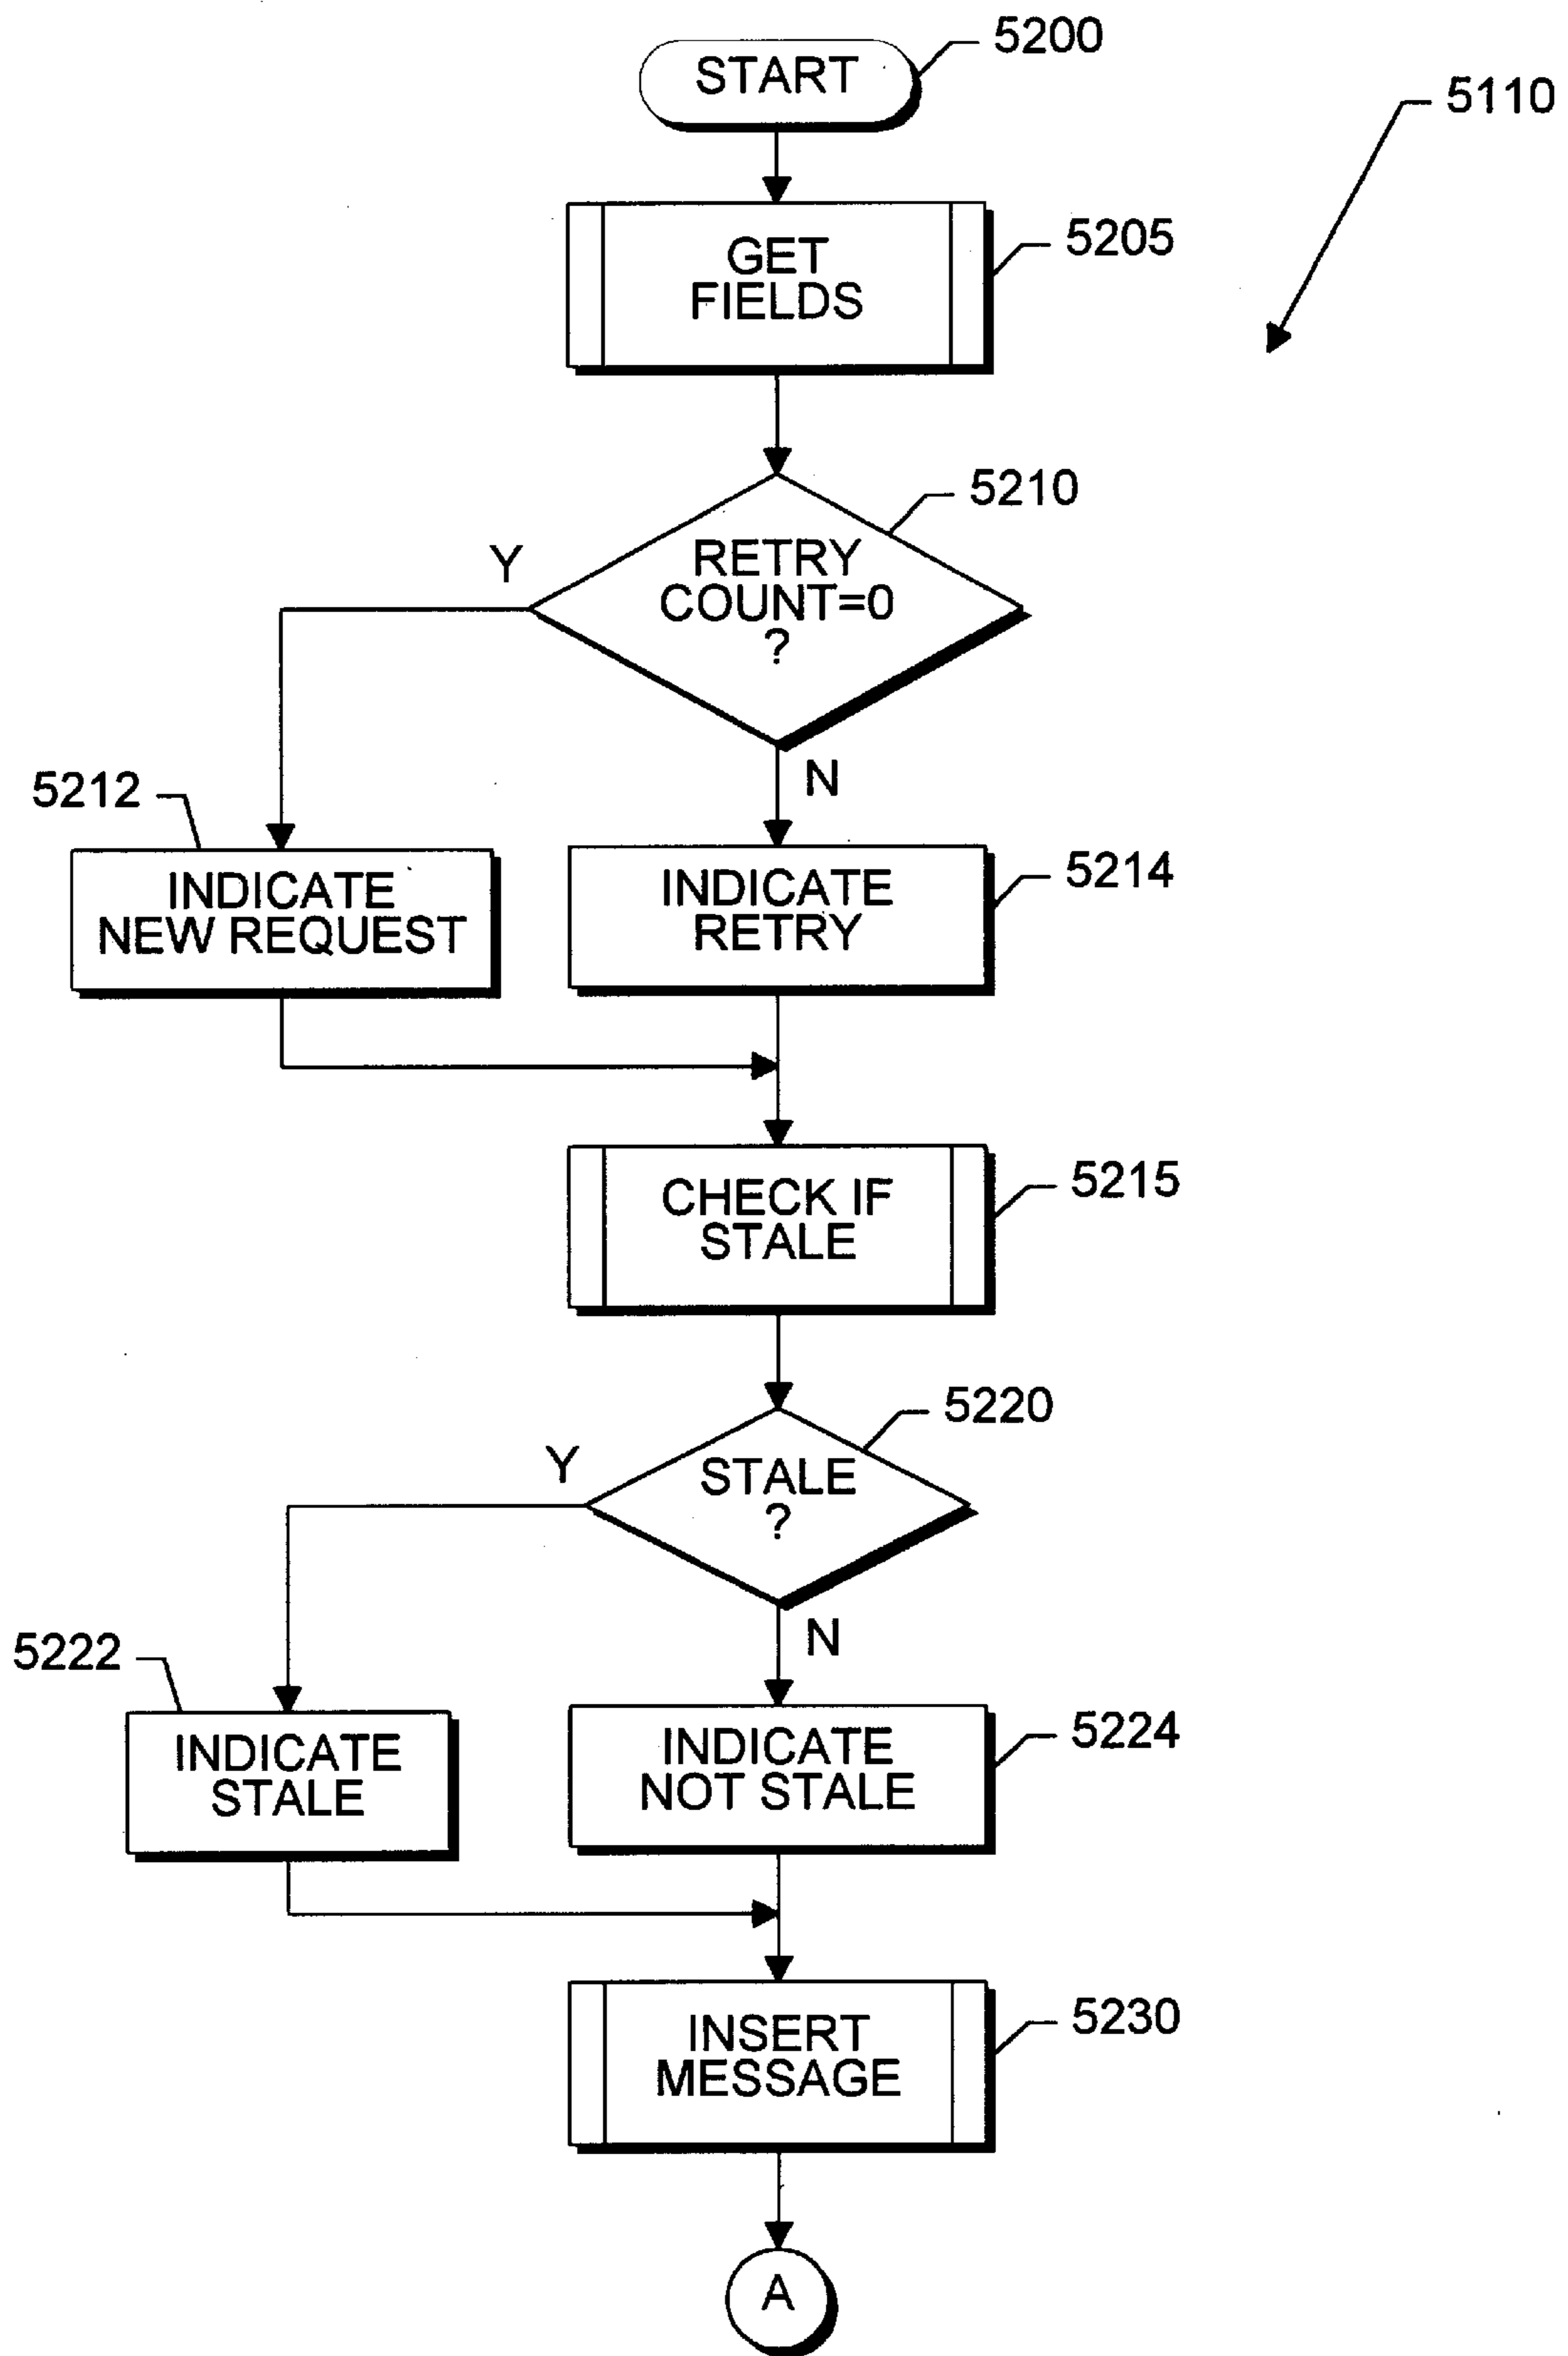 5200
START
5110
5205
GET
FIELDS
5210
Y
RETRY
COUNT=0
?
N
5212
INDICATE
NEW REQUEST
5214
INDICATE
RETRY
5215
CHECK IF
STALE
5220
Y
STALE
?
N
5222
INDICATE
STALE
5224
INDICATE
NOT STALE
5230
INSERT
MESSAGE
A